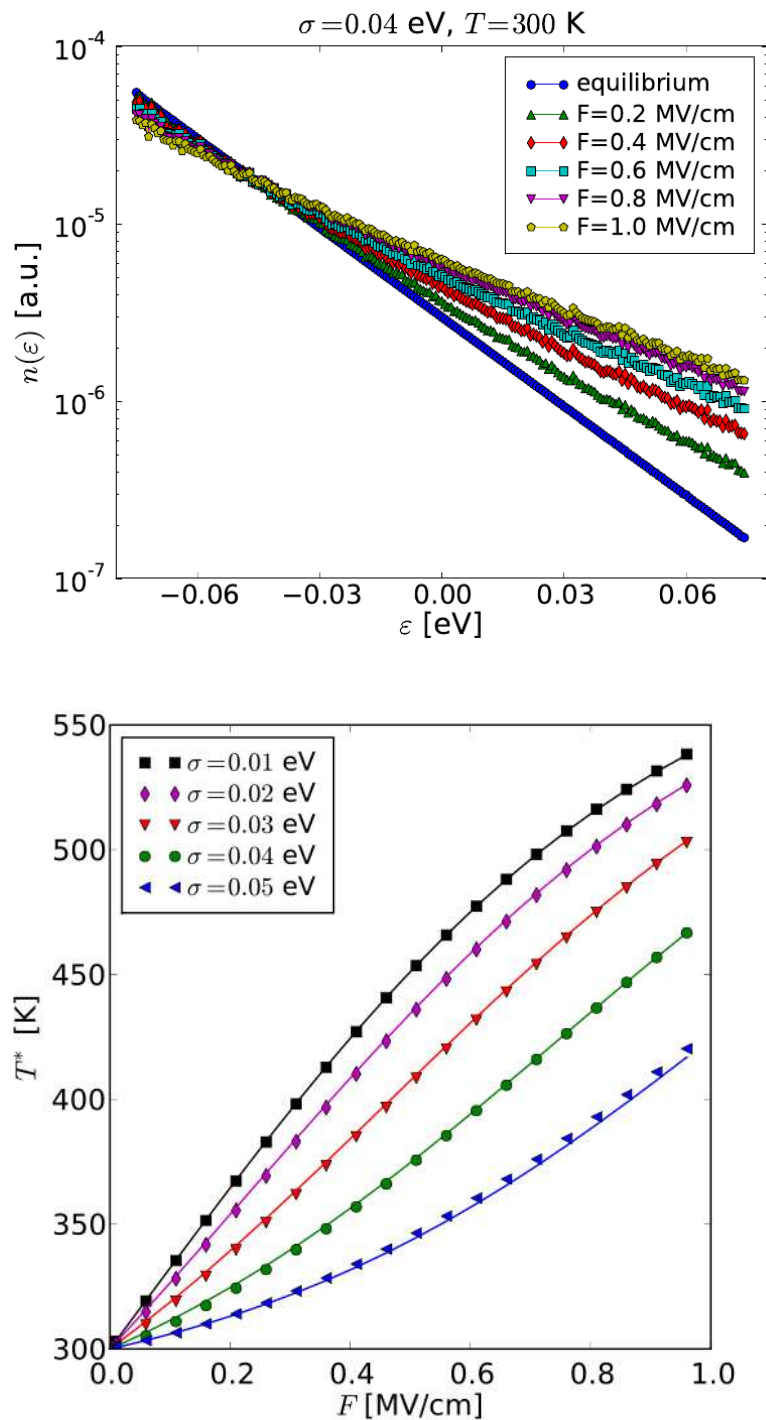 σ=0.04 eV, T=300 K
10⁻⁴
10⁻⁵
10⁻⁶
10⁻⁷
n(ε) [a.u.]
equilibrium
F=0.2 MV/cm
F=0.4 MV/cm
F=0.6 MV/cm
F=0.8 MV/cm
F=1.0 MV/cm
−0.06 −0.03 0.00 0.03 0.06
ε [eV]
550
500
450
400
350
300
T* [K]
σ=0.01 eV
σ=0.02 eV
σ=0.03 eV
σ=0.04 eV
σ=0.05 eV
0.0 0.2 0.4 0.6 0.8 1.0
F [MV/cm]